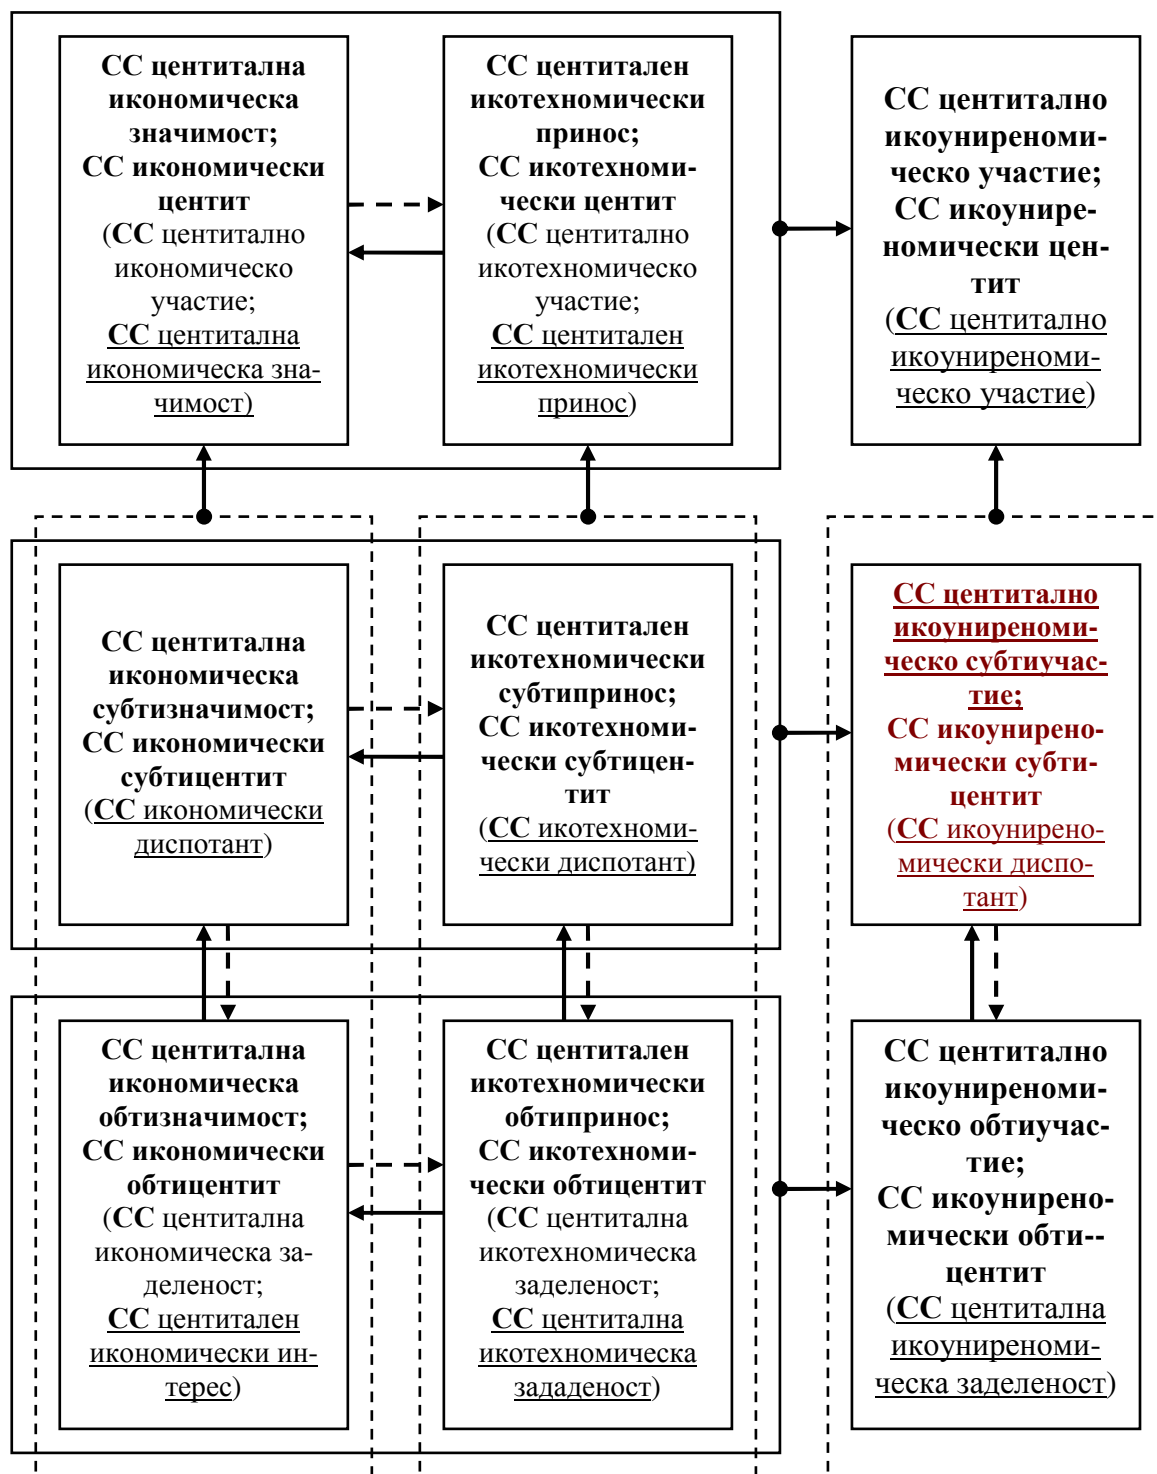 СС центитална
икономическа
значимост;
СС икономически
центит
(СС центитално
икономическо
участие;
СС центитална
икономическа зна-
чимост)
СС центитален
икотехномически
принос;
СС икотехноми-
чески центит
(СС центитално
икотехномическо
участие;
СС центитален
икотехномически
принос)
СС центитално
икоуниреноми-
ческо участие;
СС икоунире-
номически цен-
тит
(СС центитално
икоуниреноми-
ческо участие)
СС центитална
икономическа
субтизначимост;
СС икономически
субтицентит
(СС икономически
диспотант)
СС центитален
икотехномически
субтипринос;
СС икотехноми-
чески субтицен-
тит
(СС икотехноми-
чески диспотант)
СС центитално
икоуниреноми-
ческо субтиучас-
тие;
СС икоунирено-
мически субти-
центит
(СС икоунирено-
мически диспо-
тант)
СС центитална
икономическа
обтизначимост;
СС икономически
обтицентит
(СС центитална
икономическа за-
деленост;
СС центитален
икономически ин-
терес)
СС центитален
икотехномически
обтипринос;
СС икотехноми-
чески обтицентит
(СС центитална
икотехномическа
заделеност;
СС центитална
икотехномическа
зададеност)
СС центитално
икоуниреноми-
ческо обтиучас-
тие;
СС икоунирено-
мически обти--
центит
(СС центитална
икоуниреноми-
ческа заделеност)